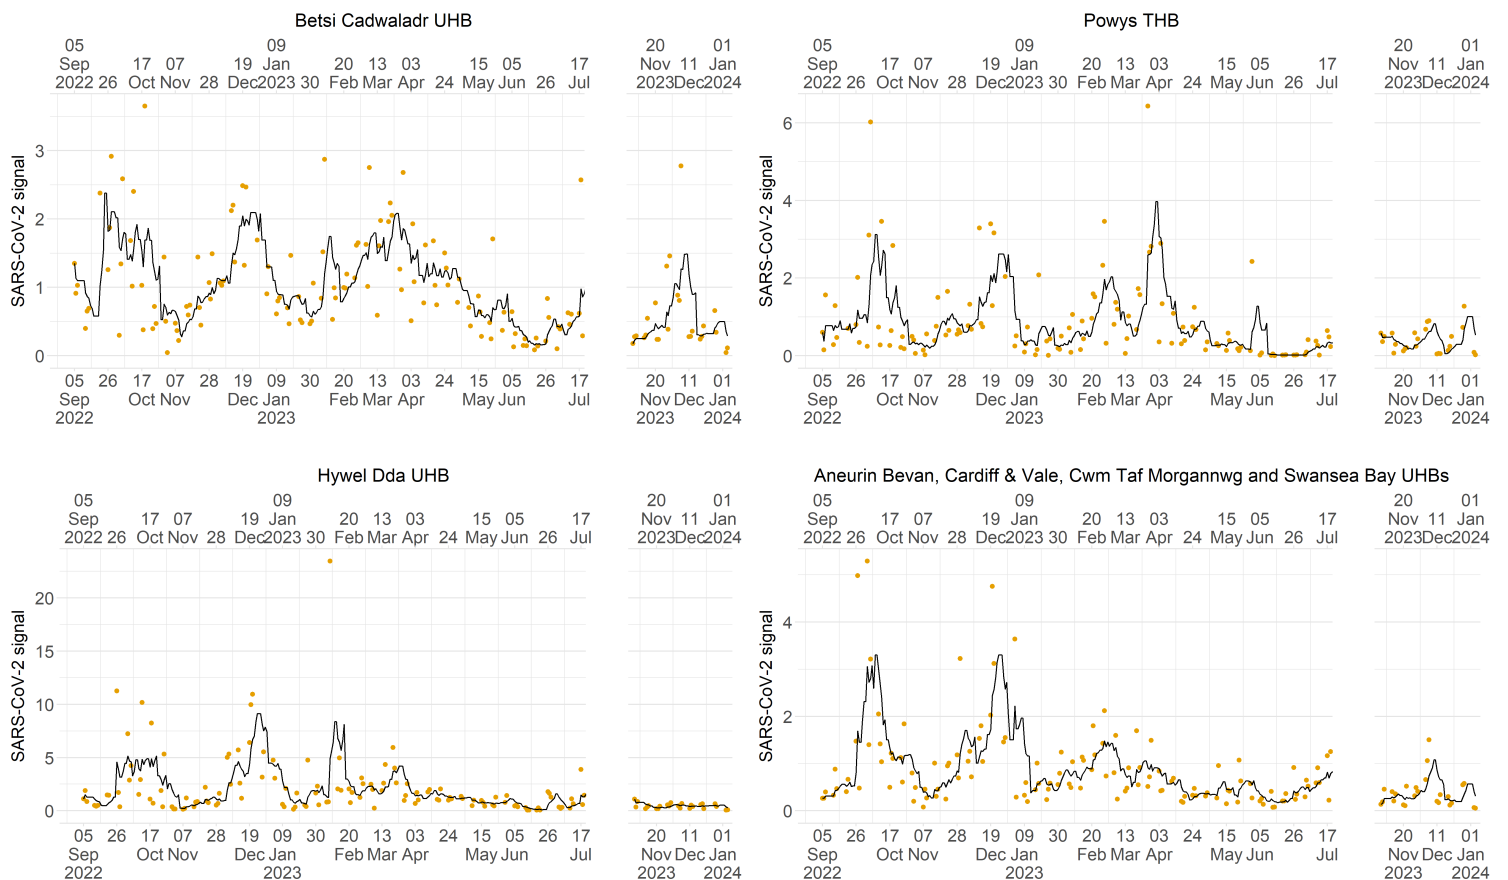 Betsi Cadwaladr UHB
05 09 20 01
Sep 17 07 19 Jan 20 13 03 15 05 17 Nov 11 Jan
2022 26 Oct Nov 28 Dec 2023 30 Feb Mar Apr 24 May Jun 26 Jul 2023 Dec 2024
SARS-CoV-2 signal
3
2
1
0
05 26 17 07 28 19 09 30 20 13 03 24 15 05 26 17 20 11 01
Sep Oct Nov Dec Jan Feb Mar Apr May Jun Jul Nov Dec Jan
2022 2023 2023 2024
Powys THB
05 09 20 01
Sep 17 07 19 Jan 20 13 03 15 05 17 Nov 11 Jan
2022 26 Oct Nov 28 Dec 2023 30 Feb Mar Apr 24 May Jun 26 Jul 2023 Dec 2024
SARS-CoV-2 signal
6
4
2
0
05 26 17 07 28 19 09 30 20 13 03 24 15 05 26 17 20 11 01
Sep Oct Nov Dec Jan Feb Mar Apr May Jun Jul Nov Dec Jan
2022 2023 2023 2024
Hywel Dda UHB
05 09 20 01
Sep 17 07 19 Jan 20 13 03 15 05 17 Nov 11 Jan
2022 26 Oct Nov 28 Dec 2023 30 Feb Mar Apr 24 May Jun 26 Jul 2023 Dec 2024
SARS-CoV-2 signal
20
15
10
5
0
05 26 17 07 28 19 09 30 20 13 03 24 15 05 26 17 20 11 01
Sep Oct Nov Dec Jan Feb Mar Apr May Jun Jul Nov Dec Jan
2022 2023 2023 2024
Aneurin Bevan, Cardiff & Vale, Cwm Taf Morgannwg and Swansea Bay UHBs
05 09 20 01
Sep 17 07 19 Jan 20 13 03 15 05 17 Nov 11 Jan
2022 26 Oct Nov 28 Dec 2023 30 Feb Mar Apr 24 May Jun 26 Jul 2023 Dec 2024
SARS-CoV-2 signal
4
2
0
05 26 17 07 28 19 09 30 20 13 03 24 15 05 26 17 20 11 01
Sep Oct Nov Dec Jan Feb Mar Apr May Jun Jul Nov Dec Jan
2022 2023 2023 2024